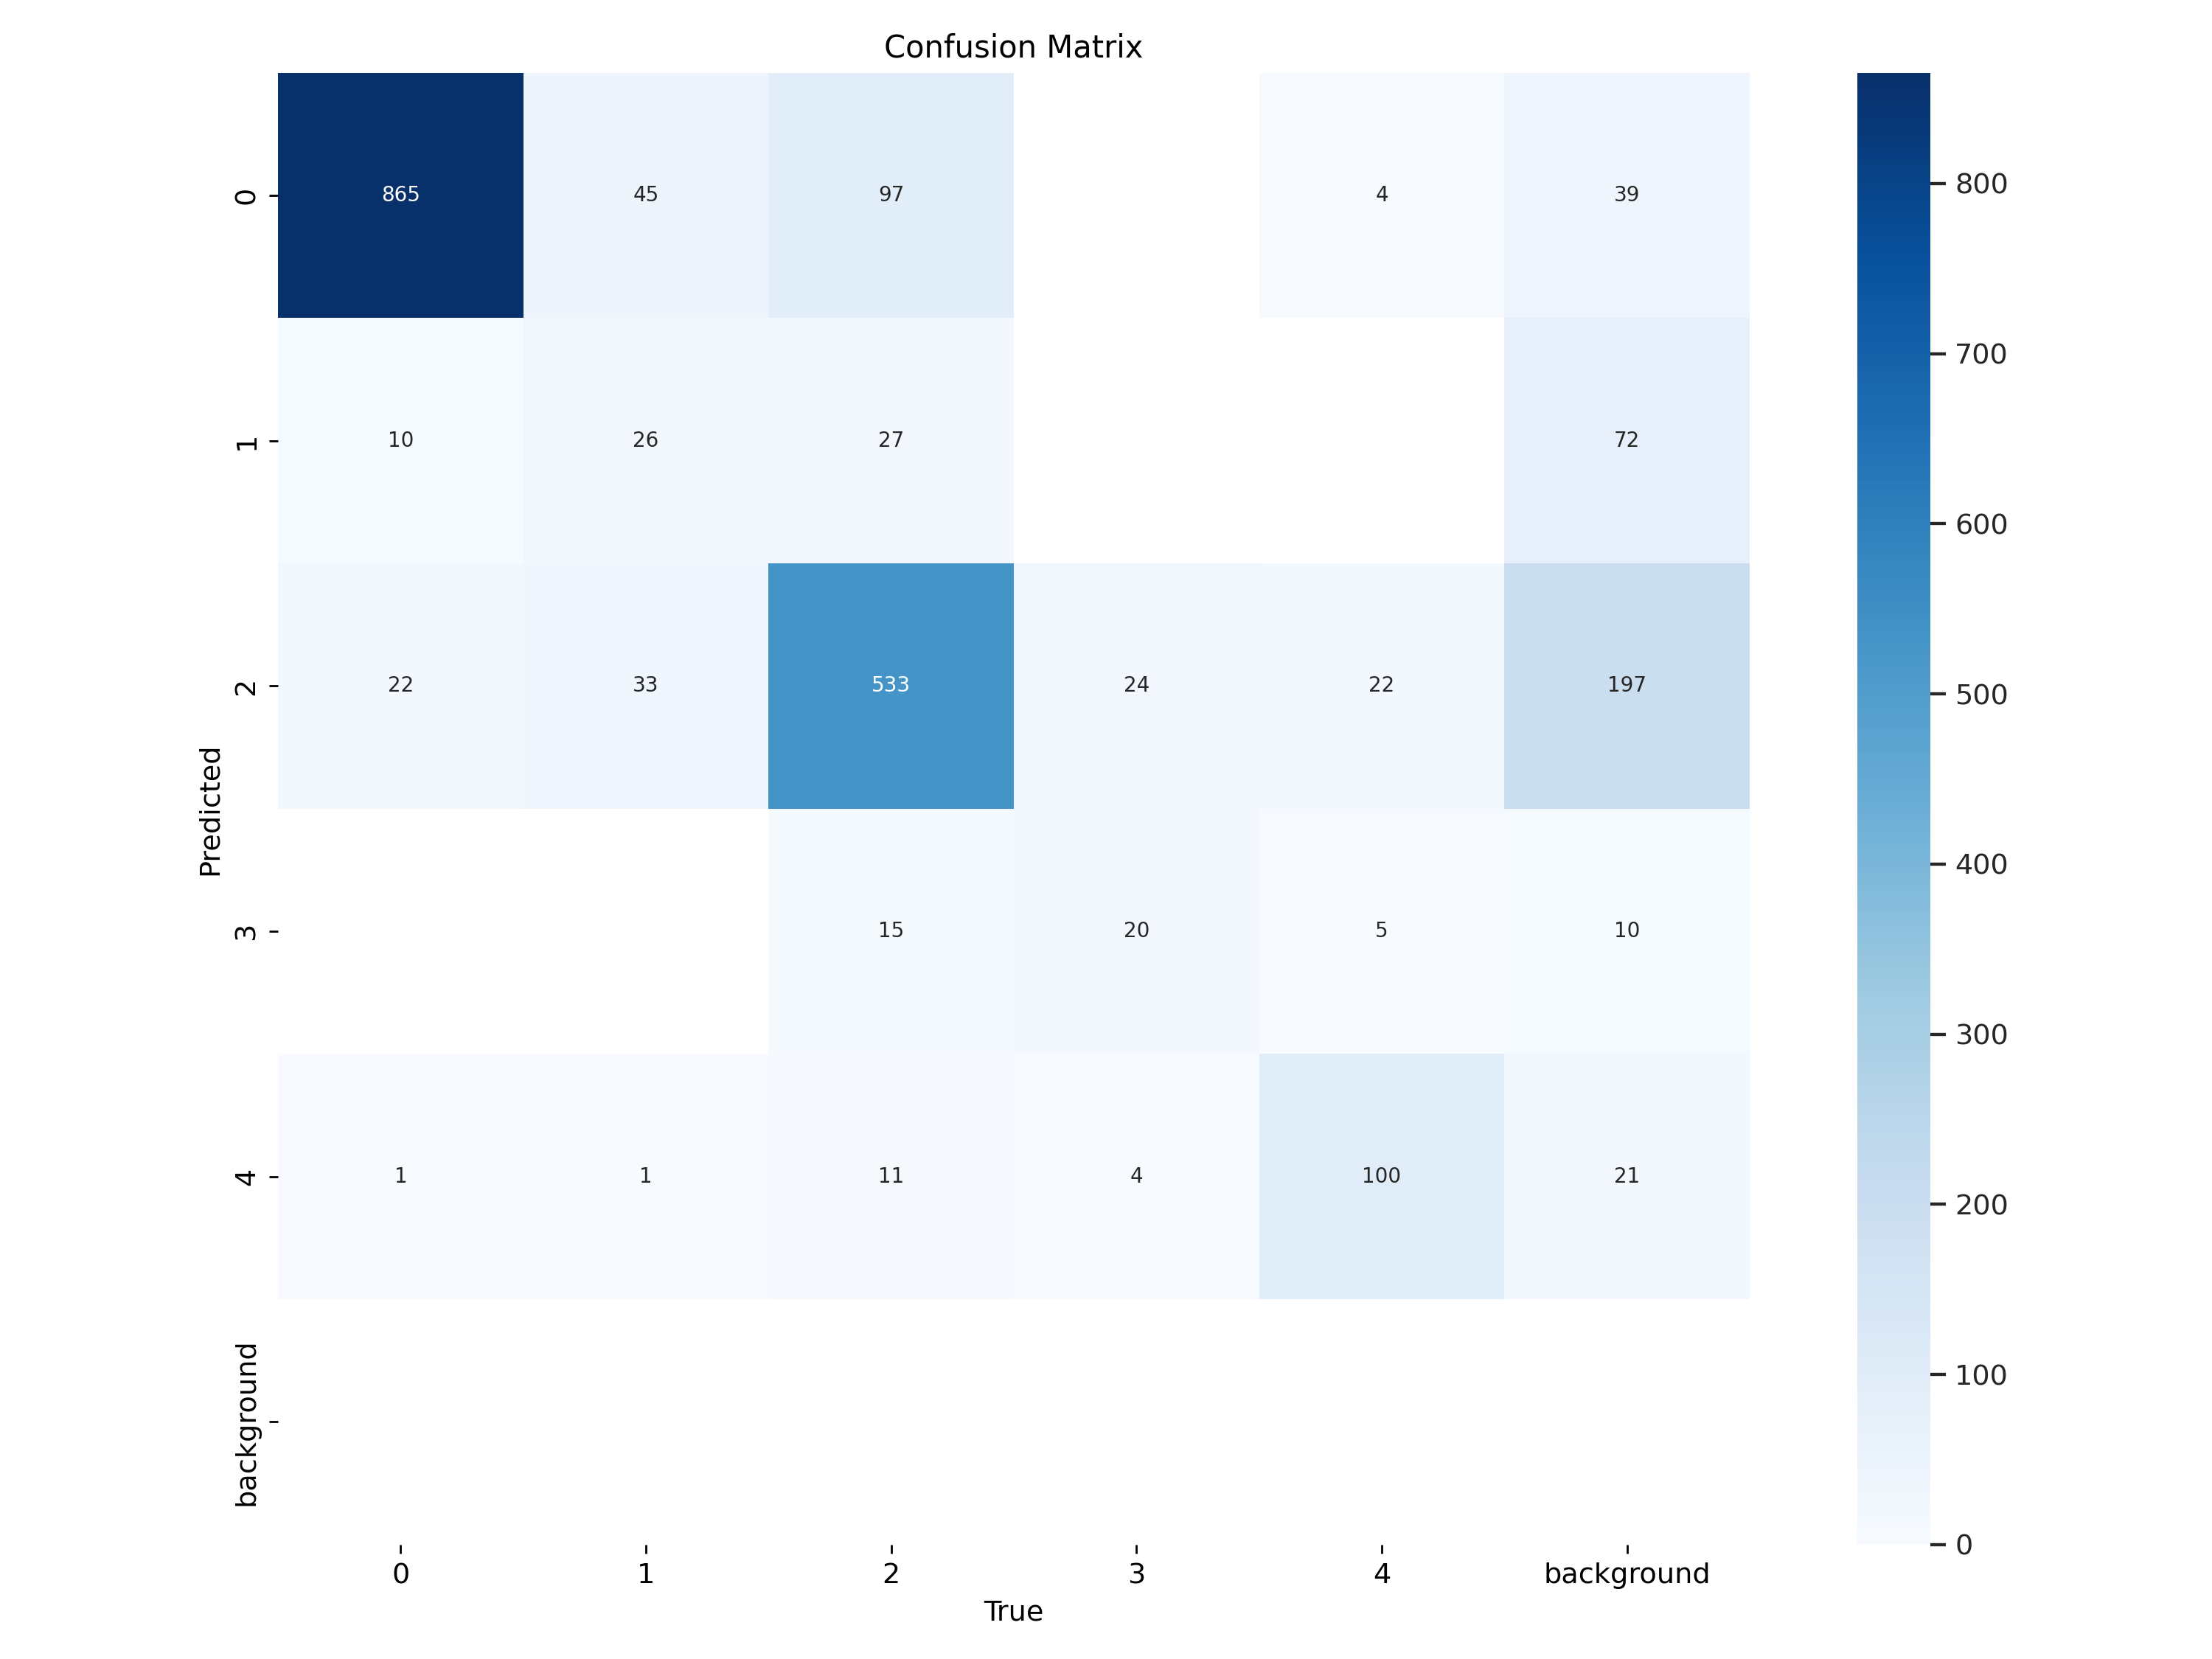 Confusion Matrix
0 865 45 97 4 39
1 10 26 27 72
2 22 33 533 24 22 197
3 15 20 5 10
4 1 1 11 4 100 21
background
0 1 2 3 4 background
Predicted
True
800
700
600
500
400
300
200
100
0